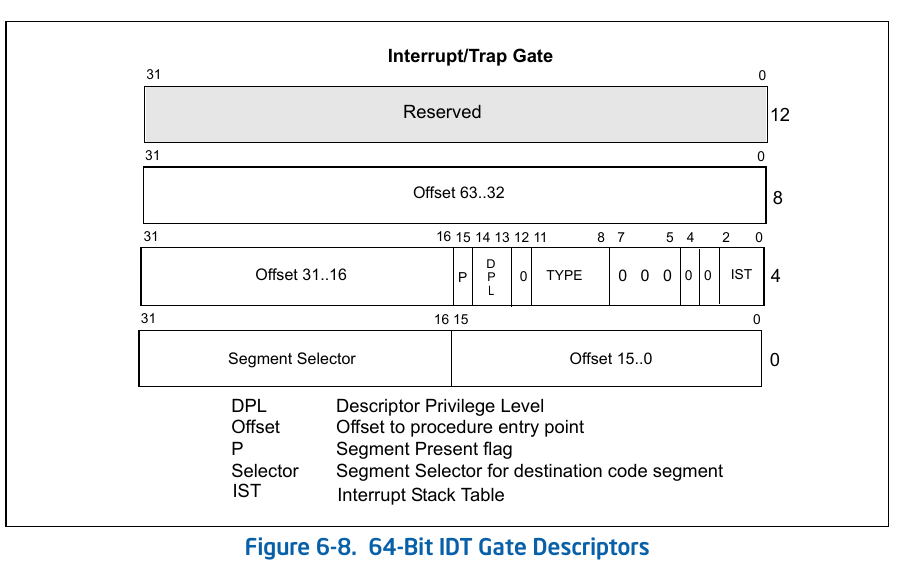 Interrupt/Trap Gate
31 0
Reserved 12
31 0
Offset 63..32 8
31 16 15 14 13 12 11 8 7 5 4 2 0
Offset 31..16 P D P L 0 TYPE 0 0 0 0 0 IST 4
31 16 15 0
Segment Selector Offset 15..0 0
DPL Descriptor Privilege Level
Offset Offset to procedure entry point
P Segment Present flag
Selector Segment Selector for destination code segment
IST Interrupt Stack Table
Figure 6-8. 64-Bit IDT Gate Descriptors